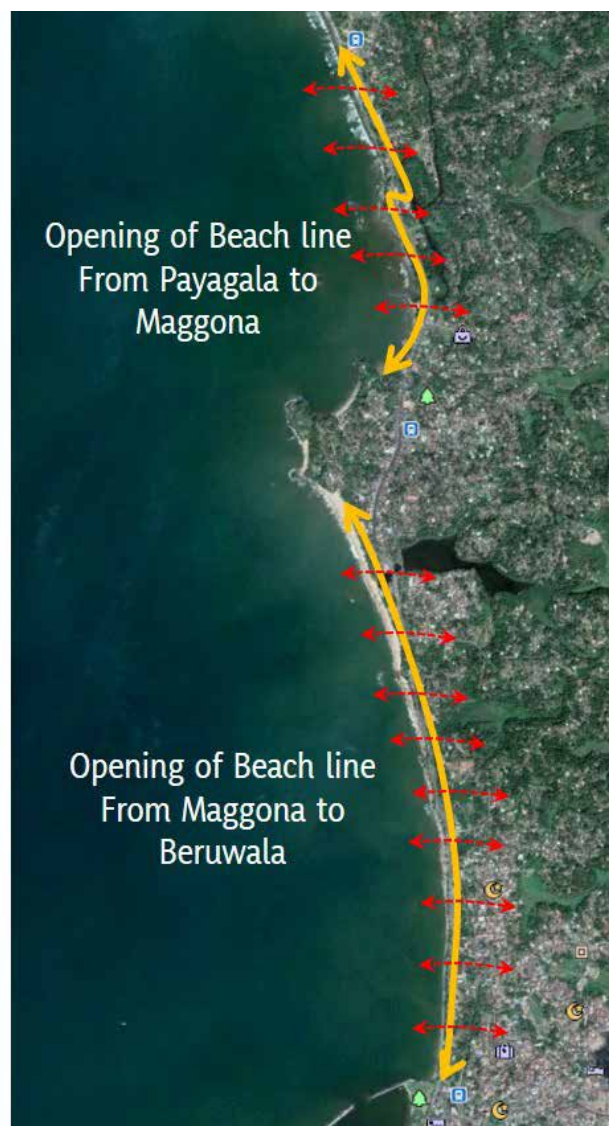 Opening of Beach line
From Payagala to
Maggona
Opening of Beach line
From Maggona to
Beruwala